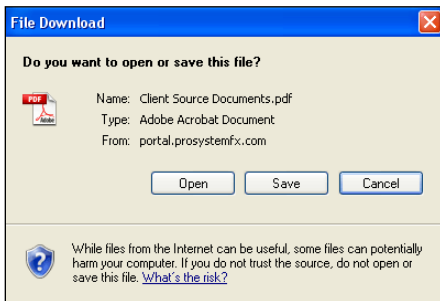 File Download
Do you want to open or save this file?
PDF
Adobe
Name: Client Source Documents.pdf
Type: Adobe Acrobat Document
From: portal.prosystemfx.com
Open Save Cancel
While files from the Internet can be useful, some files can potentially
harm your computer. If you do not trust the source, do not open or
save this file. What's the risk?